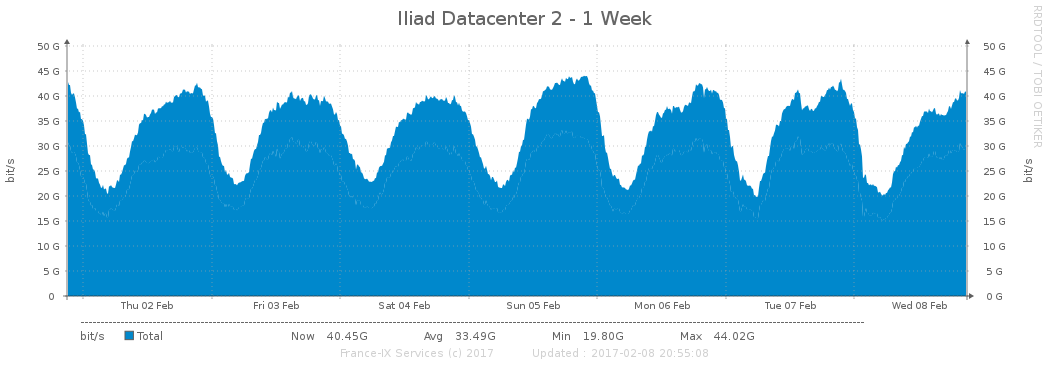 Iliad Datacenter 2 - 1 Week
RRDTOOL / TOBI OETIKER
50 G 50 G
45 G 45 G
40 G 40 G
35 G 35 G
30 G 30 G
25 G 25 G
20 G 20 G
15 G 15 G
10 G 10 G
5 G 5 G
0 0 G
bit/s
bit/s
Thu 02 Feb Fri 03 Feb Sat 04 Feb Sun 05 Feb Mon 06 Feb Tue 07 Feb Wed 08 Feb
bit/s Total Now 40.45G Avg 33.49G Min 19.80G Max 44.02G
France-IX Services (c) 2017 Updated : 2017-02-08 20:55:08